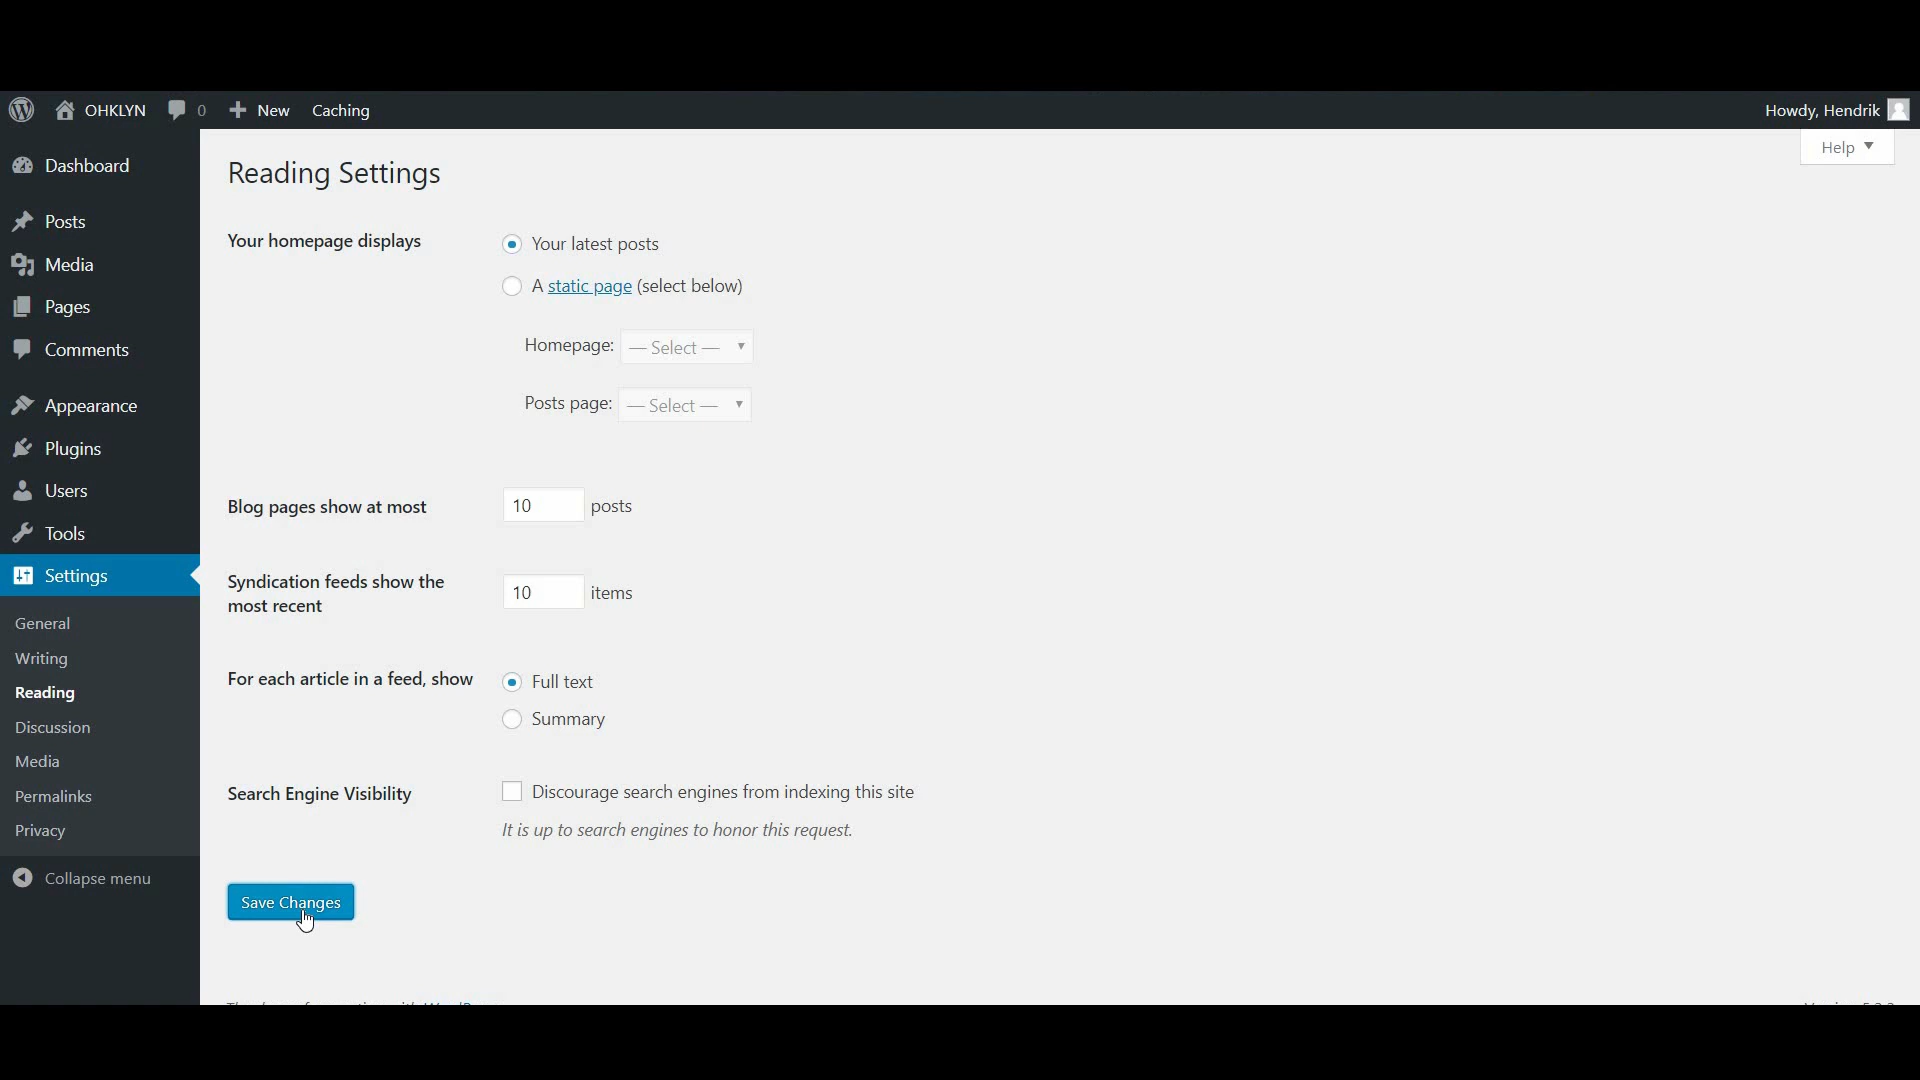 OHKLYN 0 New Caching Howdy, Hendrik
Help
Dashboard
Posts
Media
Pages
Comments
Appearance
Plugins
Users
Tools
Settings
General
Writing
Reading
Discussion
Media
Permalinks
Privacy
Collapse menu
Reading Settings
Your homepage displays
Your latest posts
A static page (select below)
Homepage: — Select —
Posts page: — Select —
Blog pages show at most 10 posts
Syndication feeds show the
most recent
10 items
For each article in a feed, show
Full text
Summary
Search Engine Visibility
Discourage search engines from indexing this site
It is up to search engines to honor this request.
Save Changes